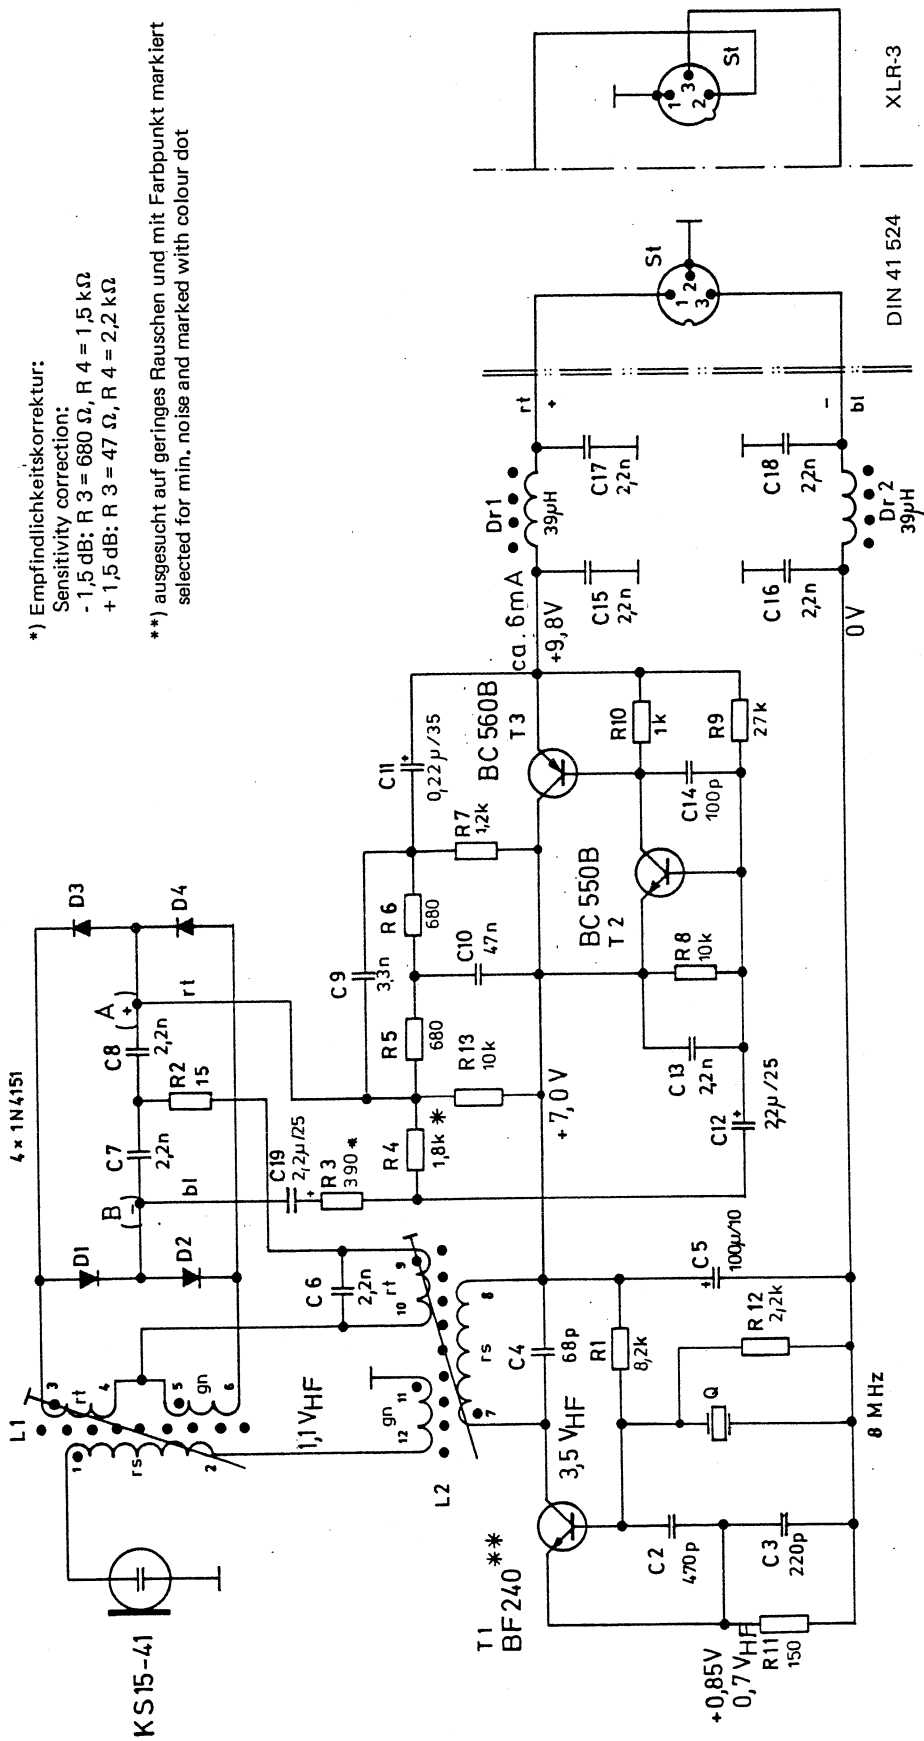 *) Empfindlichkeitskorrektur:
Sensitivity correction:
- 1,5 dB: R 3 = 680 Ω, R 4 = 1,5 kΩ
+ 1,5 dB: R 3 = 47 Ω, R 4 = 2,2 kΩ
**) ausgesucht auf geringes Rauschen und mit Farbpunkt markiert
selected for min. noise and marked with colour dot
KS15-41
L1
1
rs
2
3
rt
4
5
gn
6
4 x 1N4151
D1
D2
B
(-)
bl
C7
2,2n
C8
2,2n
R2
15
A
(+)
rt
D3
D4
1,1VHF
C6
2,2n
rt
9
10
gn
11
12
L2
7
rs
8
C19
2,2µ/25
+
R3
390 *
R4
1,8k *
R5
680
R13
10k
C9
3,3n
R6
680
C10
47n
R7
1,2k
C11
+
0,22µ/35
T1
BF240 **
3,5 VHF
C4
68p
+7,0V
BC 550B
T2
BC 560B
T3
ca. 6mA
+9,8V
R1
8,2k
C2
470p
C3
220p
+0,85V
0,7VHF
R11
150
Q
R12
2,2k
C5
+
100µ/10
8 MHz
C12
+
22µ/25
C13
2,2n
R8
10k
C14
100p
R10
1k
R9
27k
0V
C15
2,2n
C16
2,2n
Dr1
39µH
C17
2,2n
C18
2,2n
Dr2
39µH
rt
+
-
bl
St
1
2
3
DIN 41 524
St
1
2
3
XLR-3